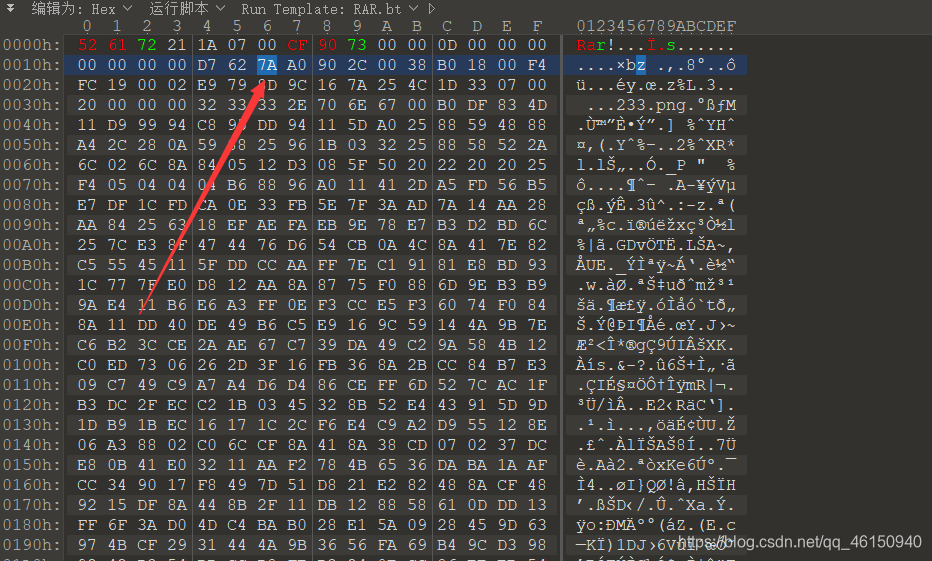 编辑为: Hex 运行脚本 Run Template: RAR.bt
0 1 2 3 4 5 6 7 8 9 A B C D E F 0123456789ABCDEF
0000h: 52 61 72 21 1A 07 00 CF 90 73 00 00 00 0D 00 00 00 Rar!...Ï.s......
0010h: 00 00 00 00 D7 62 7A A0 90 2C 00 38 B0 18 00 F4 ....×bz .,.8°..ô
0020h: FC 19 00 02 E9 79 8D 9C 16 7A 25 4C 1D 33 07 00 ü...éy.œ.z%L.3..
0030h: 20 00 00 00 32 33 33 2E 70 6E 67 00 B0 DF 83 4D ...233.png.°ßƒM
0040h: 11 D9 99 94 C8 95 DD 94 11 5D A0 25 88 59 48 88 .Ù™”È•Ý”.] %ˆYHˆ
0050h: A4 2C 28 0A 59 88 25 96 1B 03 32 25 88 58 52 2A ¤,(.Yˆ%–..2%ˆXR*
0060h: 6C 02 6C 8A 84 05 12 D3 08 5F 50 20 22 20 20 25 l.lŠ„..Ó._P " %
0070h: F4 05 04 04 04 B6 88 96 A0 11 41 2D A5 FD 56 B5 ô....¶ˆ– .A-¥ýVµ
0080h: E7 DF 1C FD CA 0E 33 FB 5E 7F 3A AD 7A 14 AA 28 çß.ýÊ.3û^.:-z.ª(
0090h: AA 84 25 63 18 EF AE FA EB 9E 78 E7 B3 D2 BD 6C ª„%c.ï®úëžxç³Ò½l
00A0h: 25 7C E3 8F 47 44 76 D6 54 CB 0A 4C 8A 41 7E 82 %|ã.GDvÖTË.LŠA~‚
00B0h: C5 55 45 11 5F DD CC AA FF 7E C1 91 81 E8 BD 93 ÅUE._ÝÌªÿ~Á‘.è½“
00C0h: 1C 77 7F E0 D8 12 AA 8A 87 75 F0 88 6D 9E B3 B9 .w.àØ.ªŠ‡uðˆmž³¹
00D0h: 9A E4 11 B6 E6 A3 FF 0E F3 CC E5 F3 60 74 F0 84 šä.¶æ£ÿ.óÌåó`tð„
00E0h: 8A 11 DD 40 DE 49 B6 C5 E9 16 9C 59 14 4A 9B 7E Š.Ý@ÞI¶Åé.œY.J›~
00F0h: C6 B2 3C CE 2A AE 67 C7 39 DA 49 C2 9A 58 4B 12 Æ²<Î*®gÇ9ÚIÂšXK.
0100h: C0 ED 73 06 26 2D 3F 16 FB 36 8A 2B CC 84 B7 E3 Àís.&-?.û6Š+Ì„·ã
0110h: 09 C7 49 C9 A7 A4 D6 D4 86 CE FF 6D 52 7C AC 1F .ÇIÉ§¤ÖÔ†ÎÿmR|¬.
0120h: B3 DC 2F EC C2 1B 03 45 32 8B 52 E4 43 91 5D 9D ³Ü/ìÂ..E2‹RäC‘].
0130h: 1D B9 1B EC 16 17 1C 2C F6 E4 C9 A2 D9 55 12 8E
0140h: 06 A3 88 02 C0 6C CF 8A 41 8A 38 CD 07 02 37 DC .£ˆ.ÀlÏŠAŠ8Í..7Ü
0150h: E8 0B 41 E0 32 11 AA F2 78 4B 65 36 DA BA 1A AF è.Aà2.ªòxKe6Úº.¯
0160h: CC 34 90 17 F8 49 7D 51 D8 21 E2 82 48 8A CF 48 Ì4..øI}QØ!â‚HŠÏH
0170h: 92 15 DF 8A 44 8B 2F 11 DB 12 88 58 61 0D DD 13 ’.ßŠD‹/.Û.ˆXa.Ý.
0180h: FF 6F 3A D0 4D C4 BA B0 28 E1 5A 09 28 45 9D 63 ÿo:ÐMÄº°(áZ.(E.c
0190h: 97 4B CF 29 31 44 4A 9B 36 56 FA 69 B4 9C D3 98
https://blog.csdn.net/qq_46150940